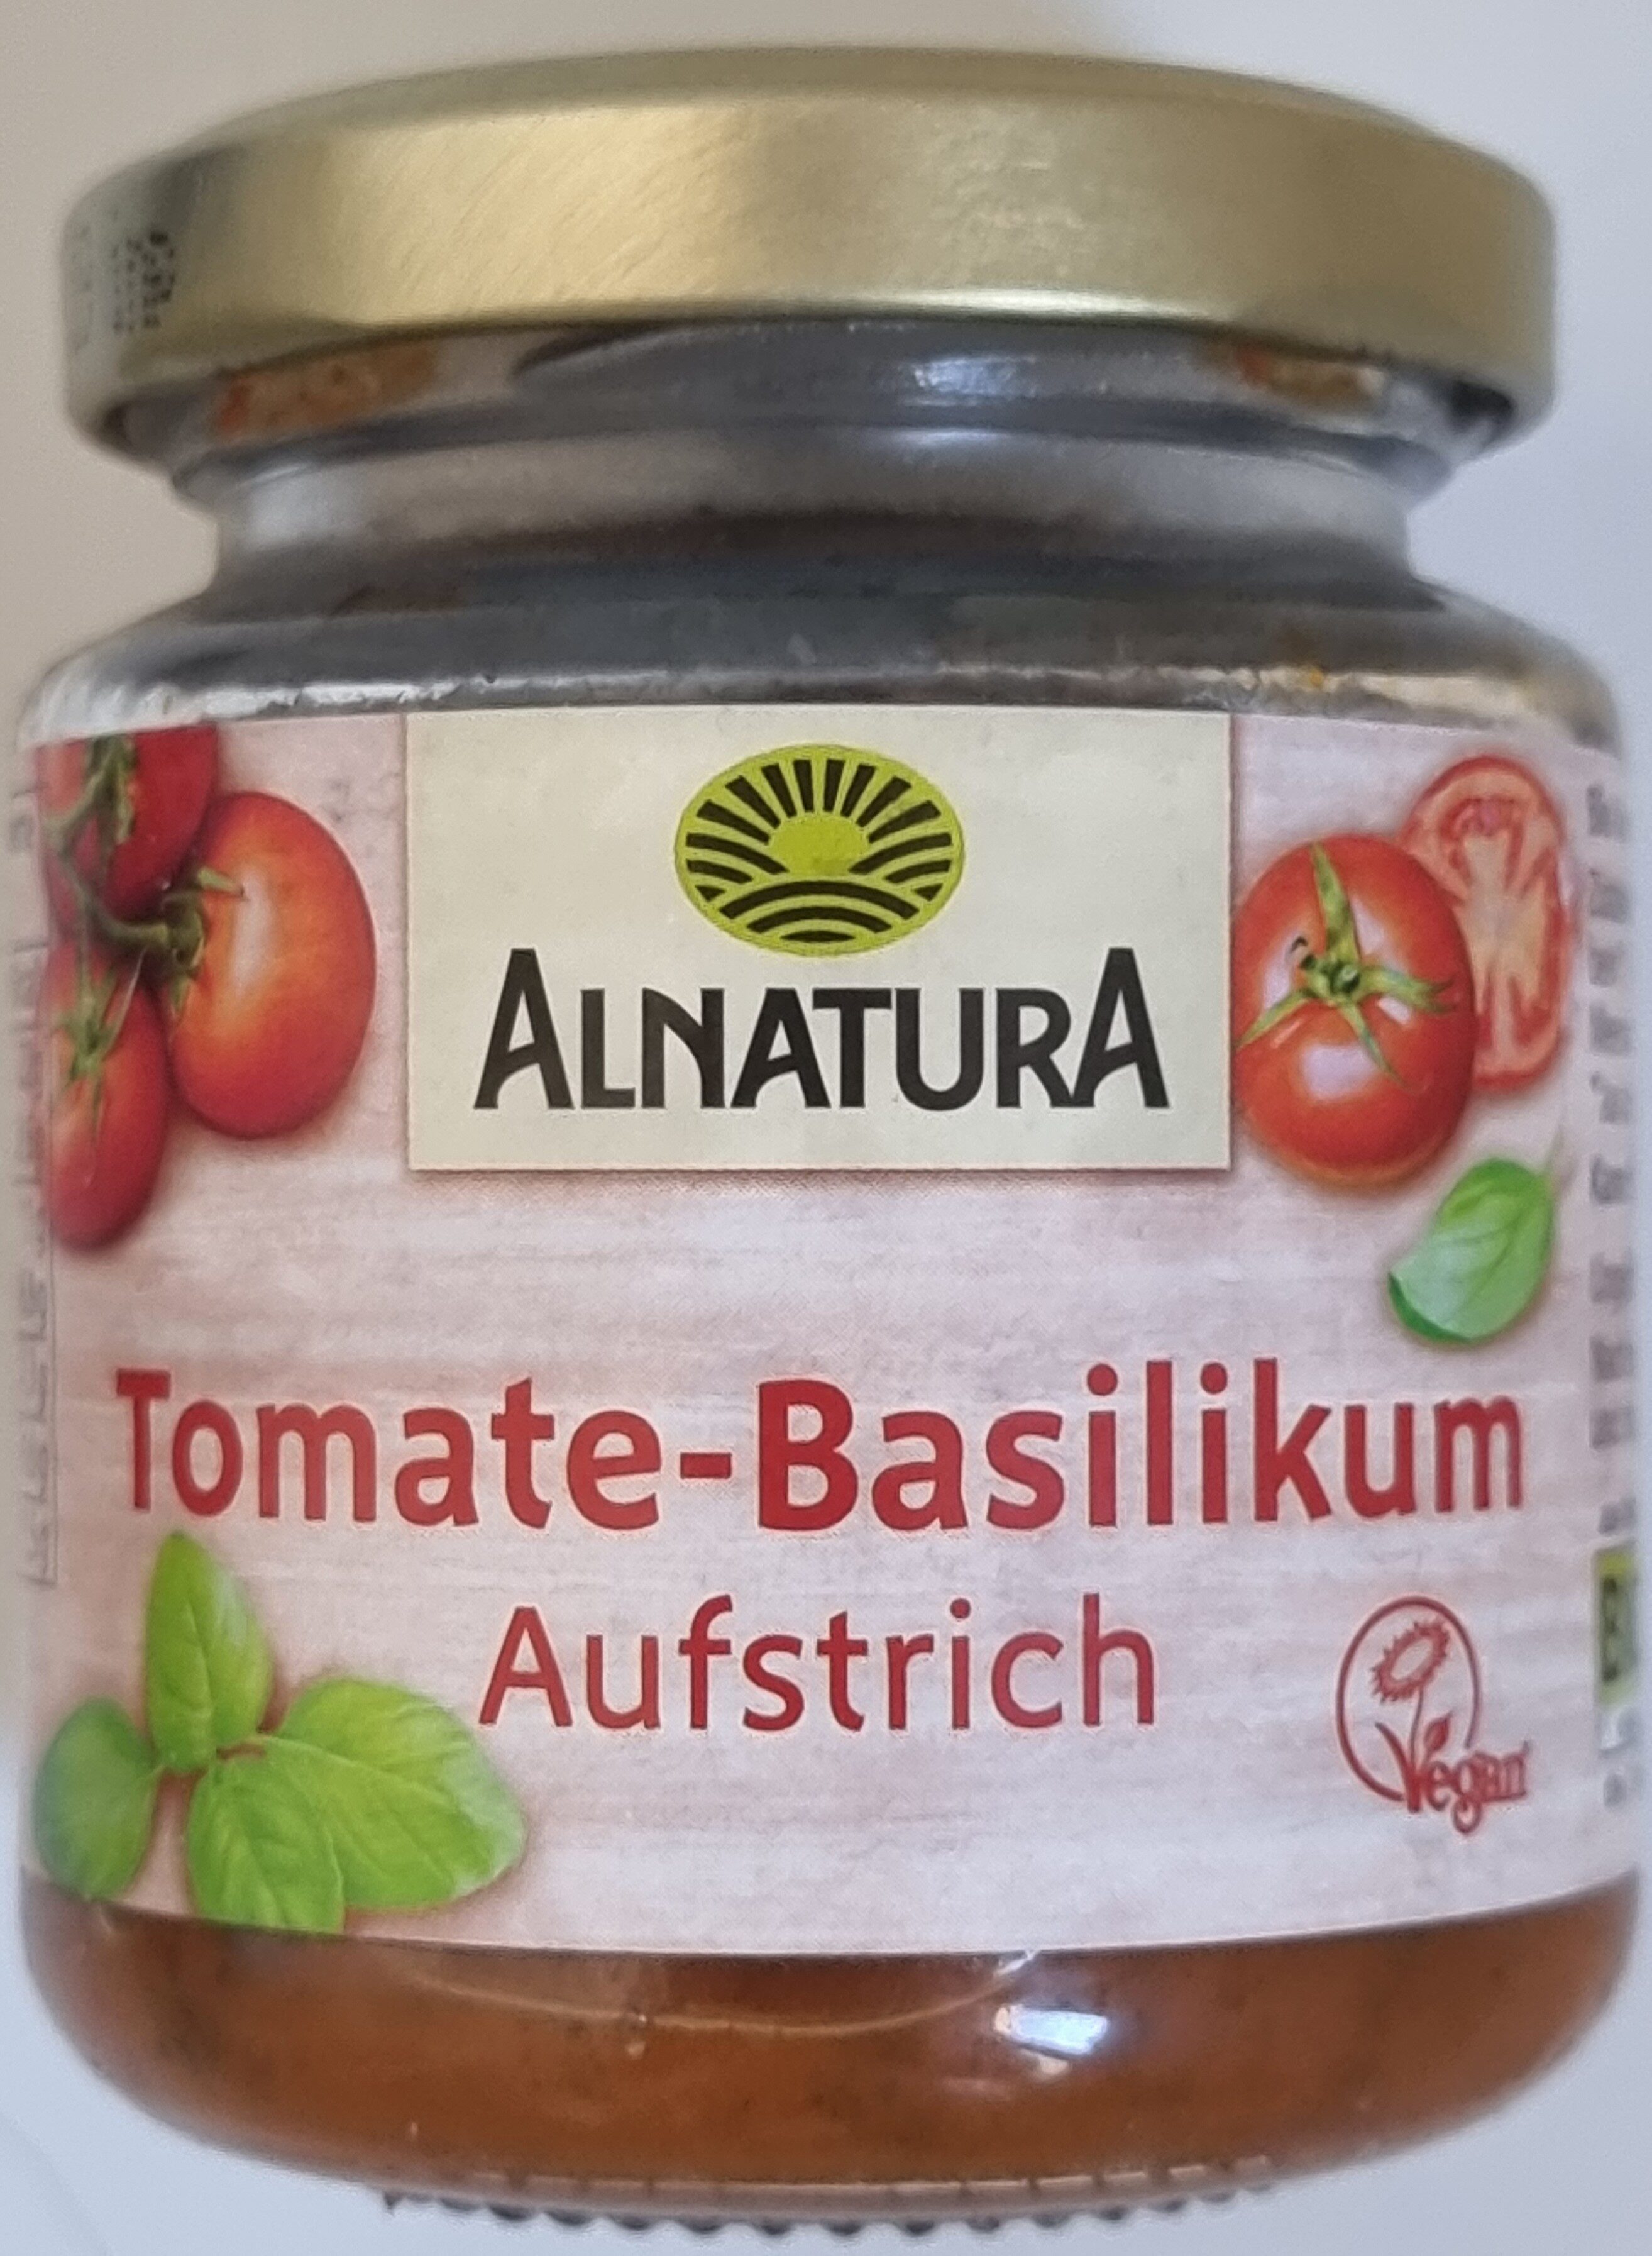 ALNATURA
Tomate-Basilikum
Aufstrich
Vegan